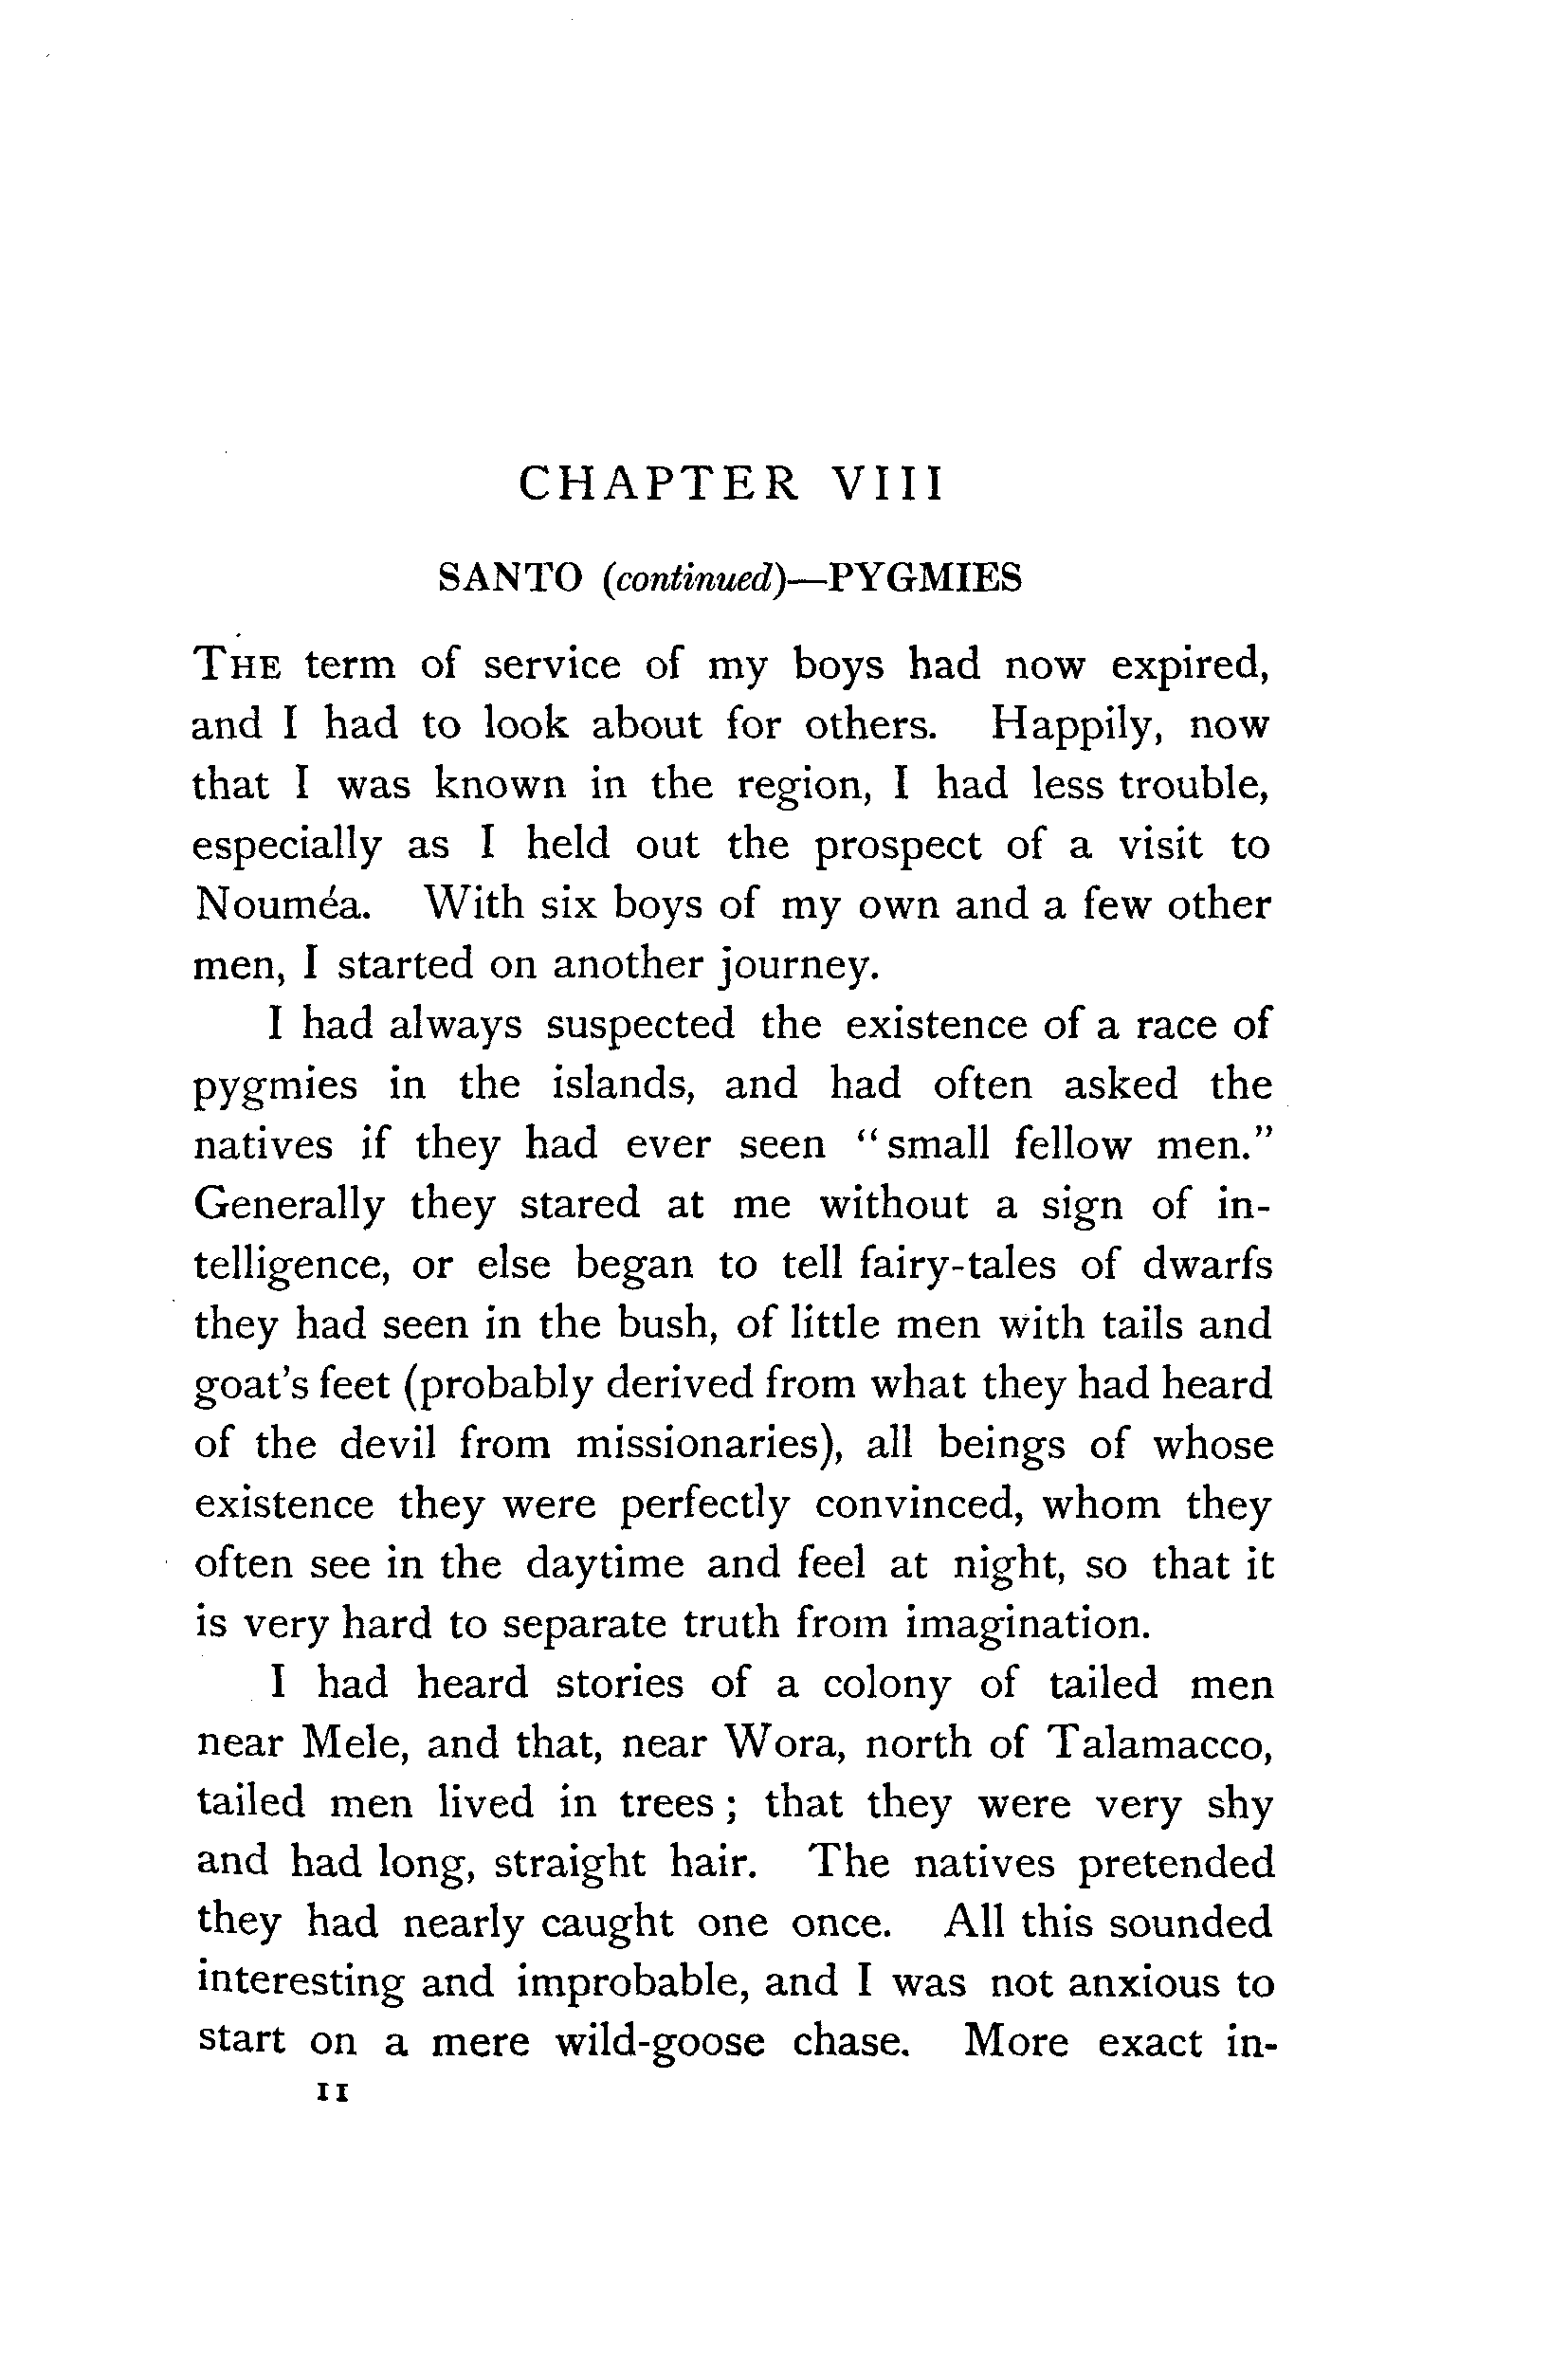 CHAPTER VIII
SANTO (continued)—PYGMIES
THE term of service of my boys had now expired,
and I had to look about for others. Happily, now
that I was known in the region, I had less trouble,
especially as I held out the prospect of a visit to
Nouméa. With six boys of my own and a few other
men, I started on another journey.
I had always suspected the existence of a race of
pygmies in the islands, and had often asked the
natives if they had ever seen "small fellow men."
Generally they stared at me without a sign of in-
telligence, or else began to tell fairy-tales of dwarfs
they had seen in the bush, of little men with tails and
goat's feet (probably derived from what they had heard
of the devil from missionaries), all beings of whose
existence they were perfectly convinced, whom they
often see in the daytime and feel at night, so that it
is very hard to separate truth from imagination.
I had heard stories of a colony of tailed men
near Mele, and that, near Wora, north of Talamacco,
tailed men lived in trees; that they were very shy
and had long, straight hair. The natives pretended
they had nearly caught one once. All this sounded
interesting and improbable, and I was not anxious to
start on a mere wild-goose chase. More exact in-
11